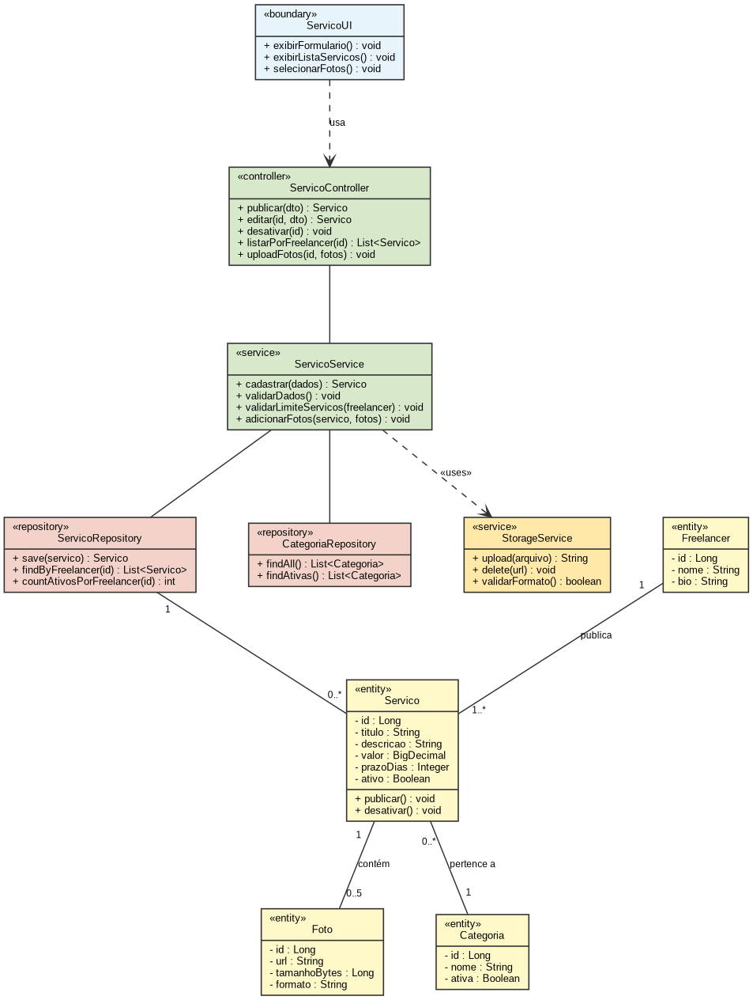 «boundary»
ServicoUI
+ exibirFormulario() : void
+ exibirListaServicos() : void
+ selecionarFotos() : void
usa
«controller»
ServicoController
+ publicar(dto) : Servico
+ editar(id, dto) : Servico
+ desativar(id) : void
+ listarPorFreelancer(id) : List<Servico>
+ uploadFotos(id, fotos) : void
«service»
ServicoService
+ cadastrar(dados) : Servico
+ validarDados() : void
+ validarLimiteServicos(freelancer) : void
+ adicionarFotos(servico, fotos) : void
«uses»
«repository»
ServicoRepository
+ save(servico) : Servico
+ findByFreelancer(id) : List<Servico>
+ countAtivosPorFreelancer(id) : int
«repository»
CategoriaRepository
+ findAll() : List<Categoria>
+ findAtivas() : List<Categoria>
«service»
StorageService
+ upload(arquivo) : String
+ delete(url) : void
+ validarFormato() : boolean
«entity»
Freelancer
- id : Long
- nome : String
- bio : String
1
1
publica
0..*
1..*
«entity»
Servico
- id : Long
- titulo : String
- descricao : String
- valor : BigDecimal
- prazoDias : Integer
- ativo : Boolean
+ publicar() : void
+ desativar() : void
1
0..*
contém
pertence a
0..5
1
«entity»
Foto
- id : Long
- url : String
- tamanhoBytes : Long
- formato : String
«entity»
Categoria
- id : Long
- nome : String
- ativa : Boolean